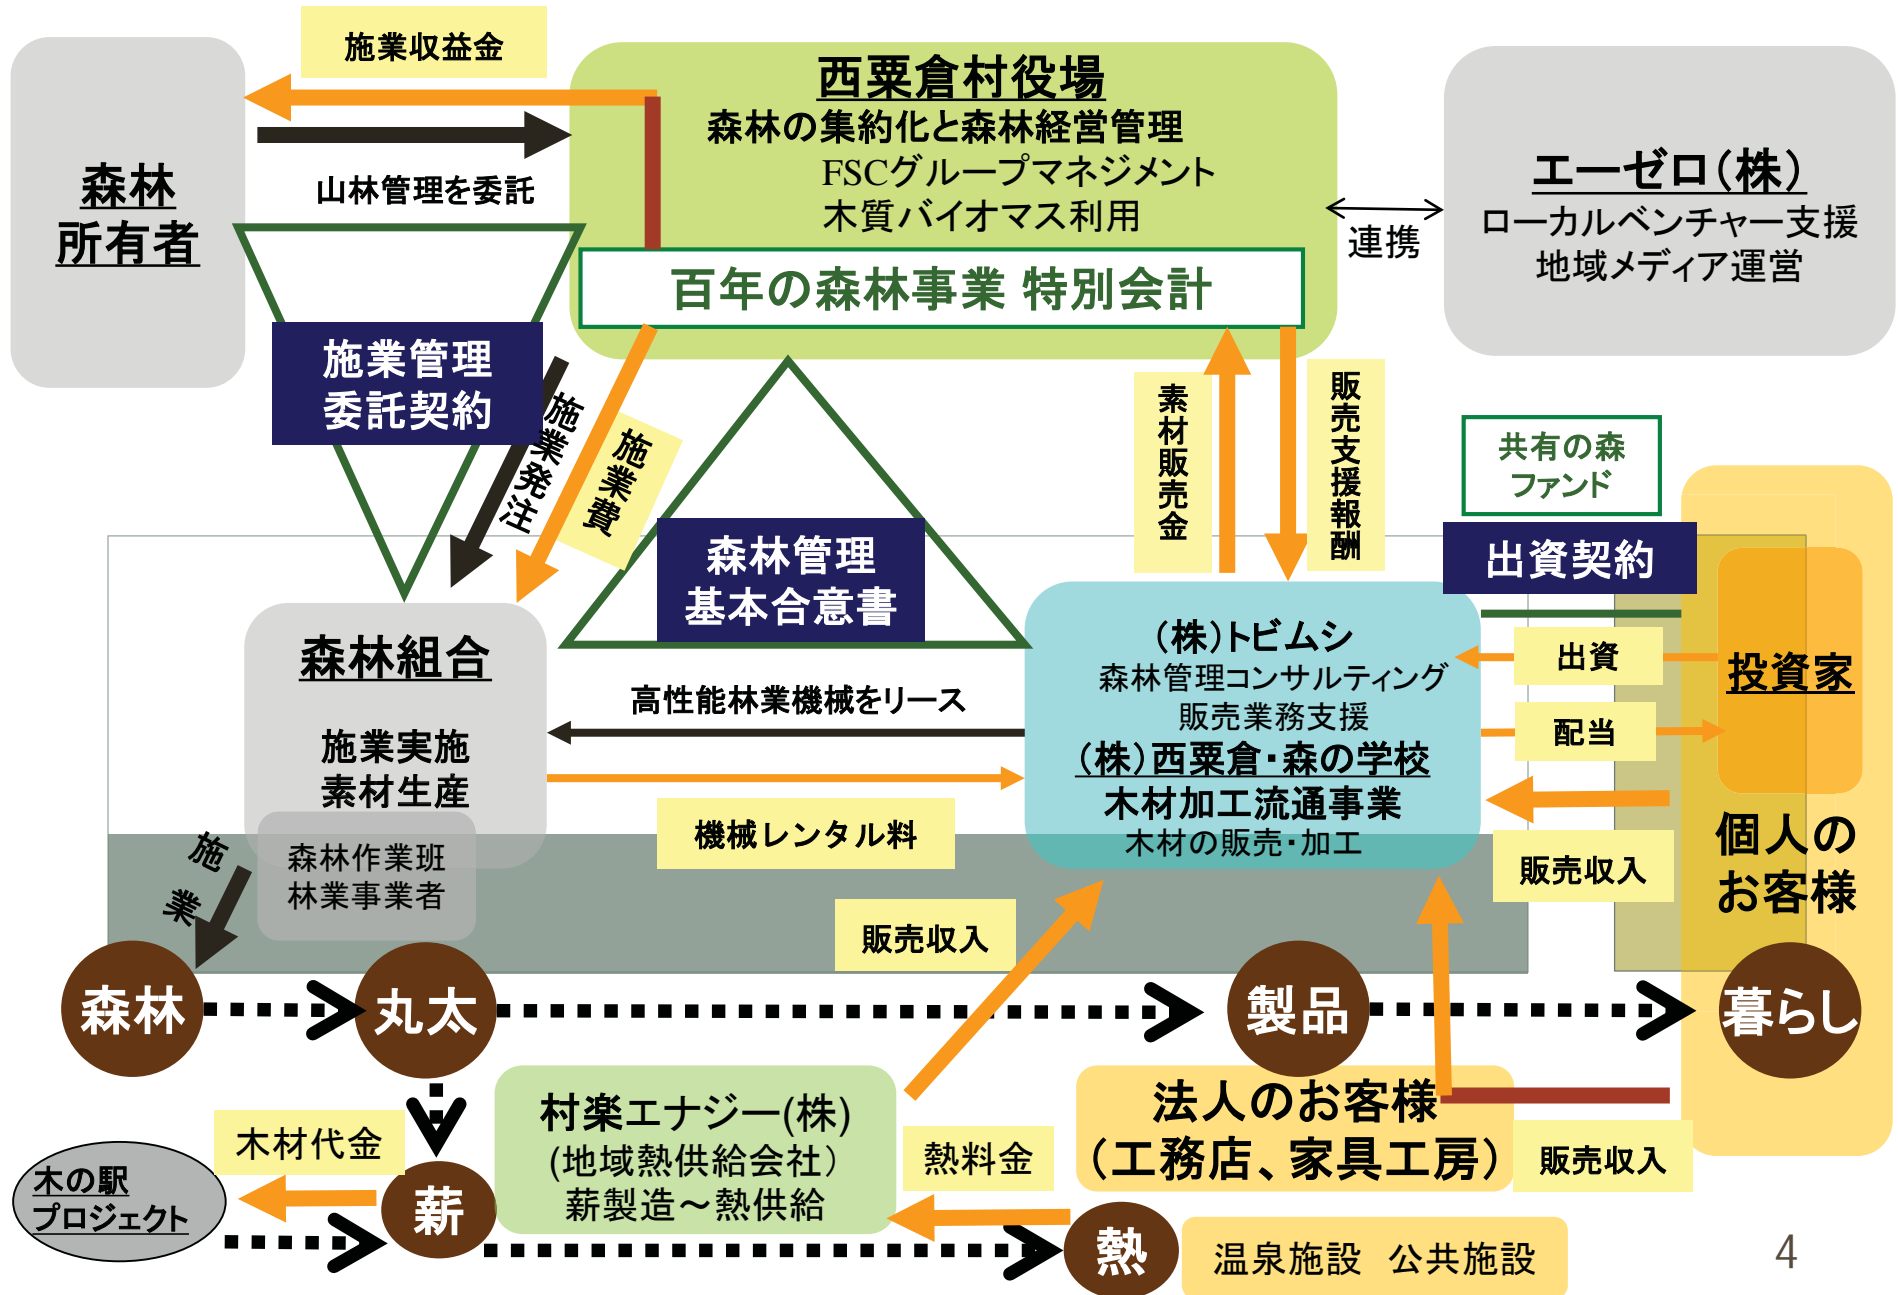 施業収益金
西粟倉村役場
森林の集約化と森林経営管理
FSCグループマネジメント
木質バイオマス利用
百年の森林事業 特別会計
森林
所有者
山林管理を委託
エーゼロ(株)
ローカルベンチャー支援
地域メディア運営
連携
施業管理
委託契約
施業発注
施業費
素材販売金
販売支援報酬
共有の森
ファンド
出資契約
森林管理
基本合意書
森林組合
施業実施
素材生産
森林作業班
林業事業者
高性能林業機械をリース
機械レンタル料
(株)トビムシ
森林管理コンサルティング
販売業務支援
(株)西粟倉・森の学校
木材加工流通事業
木材の販売・加工
出資
配当
投資家
販売収入
個人の
お客様
施業
販売収入
森林
丸太
製品
暮らし
村楽エナジー(株)
(地域熱供給会社)
薪製造～熱供給
法人のお客様
(工務店、家具工房)
販売収入
木材代金
熱料金
木の駅
プロジェクト
薪
熱
温泉施設　公共施設
4